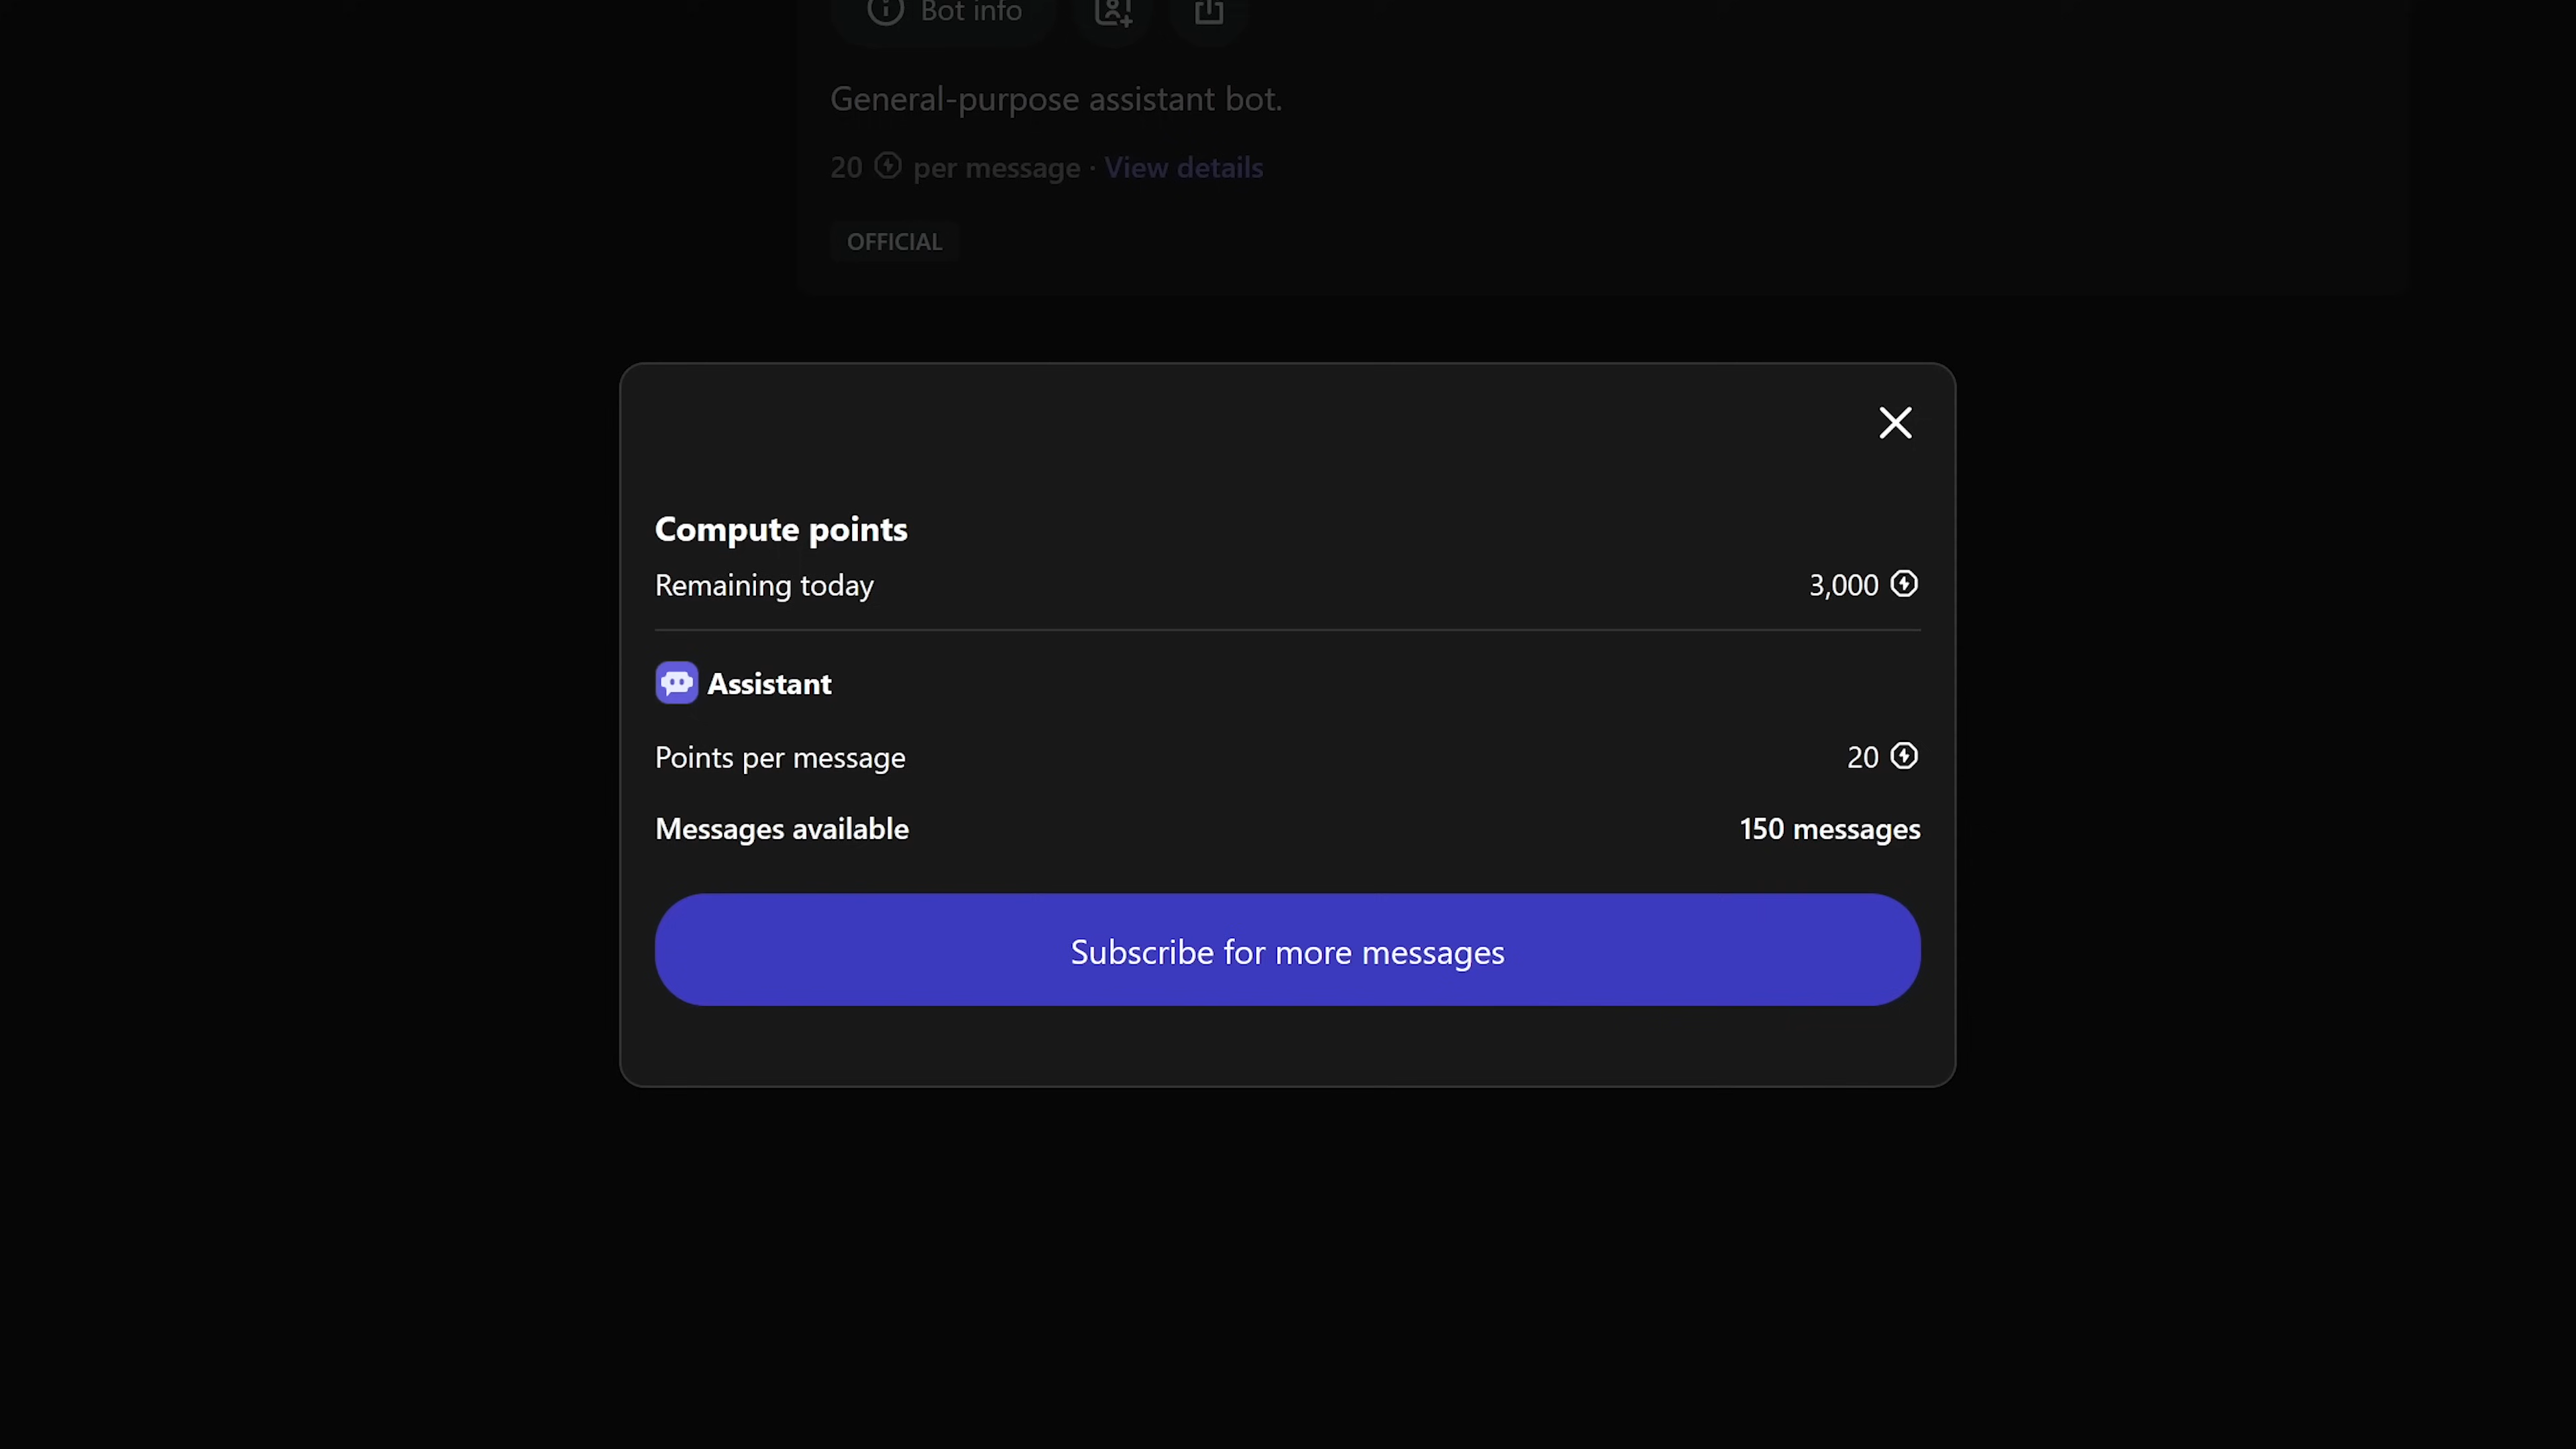 Bot info
General-purpose assistant bot.
20 per message · View details
OFFICIAL
Compute points
Remaining today 3,000
Assistant
Points per message 20
Messages available 150 messages
Subscribe for more messages